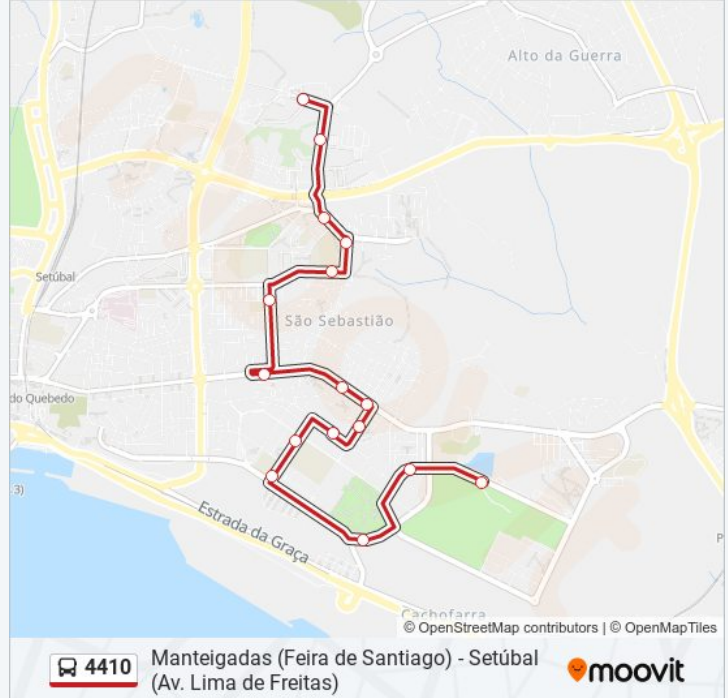 Alto da Guerra
Setúbal
São Sebastião
do Quebedo
3)
Estrada da Graça
P
Cachofarra
© OpenStreetMap contributors | © OpenMapTiles
4410
Manteigadas (Feira de Santiago) - Setúbal
(Av. Lima de Freitas)
moovit